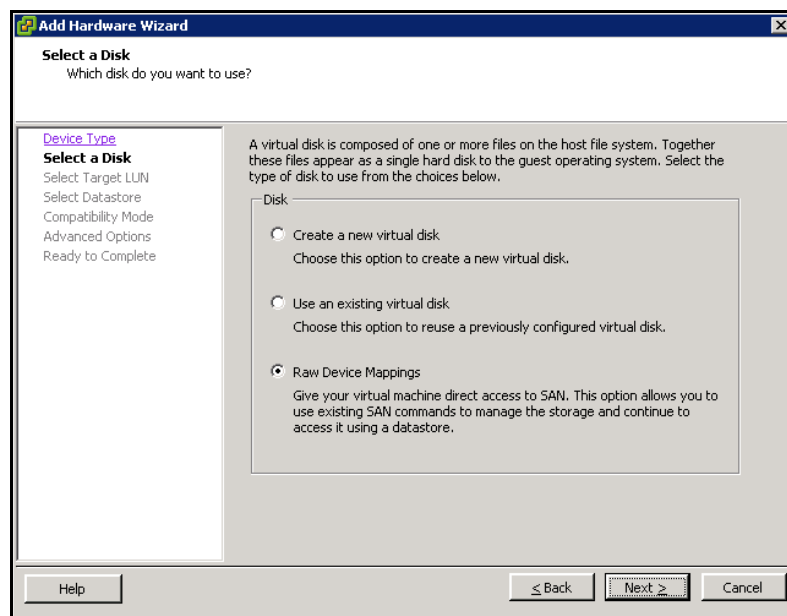 Add Hardware Wizard
Select a Disk
Which disk do you want to use?
Device Type
Select a Disk
Select Target LUN
Select Datastore
Compatibility Mode
Advanced Options
Ready to Complete
A virtual disk is composed of one or more files on the host file system. Together
these files appear as a single hard disk to the guest operating system. Select the
type of disk to use from the choices below.
Disk
Create a new virtual disk
Choose this option to create a new virtual disk.
Use an existing virtual disk
Choose this option to reuse a previously configured virtual disk.
Raw Device Mappings
Give your virtual machine direct access to SAN. This option allows you to
use existing SAN commands to manage the storage and continue to
access it using a datastore.
Help
< Back
Next >
Cancel